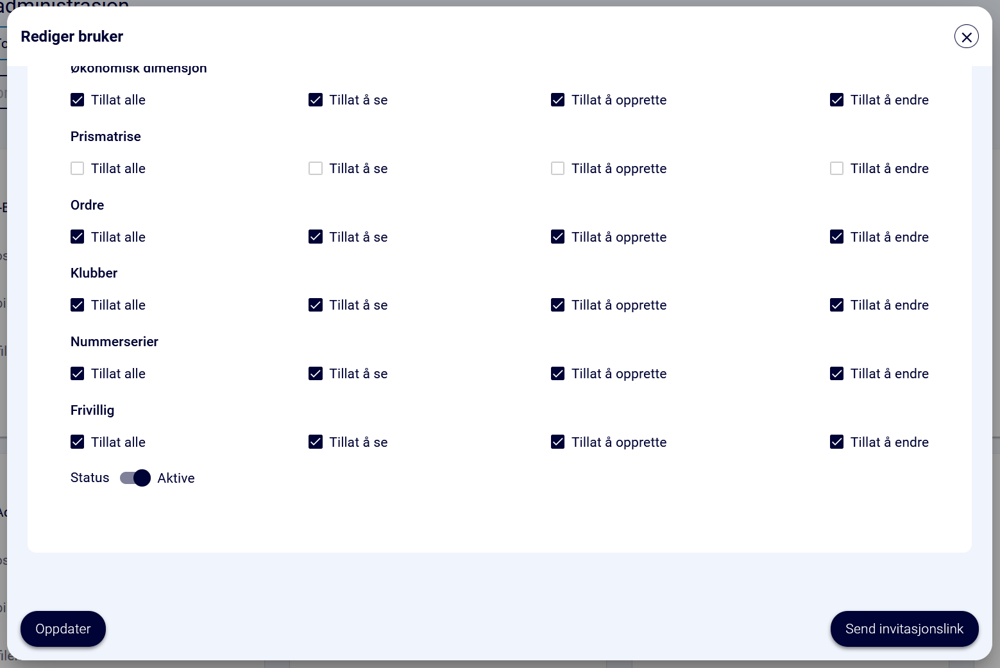 administrasjon
Rediger bruker
Økonomisk dimensjon
Tillat alle Tillat å se Tillat å opprette Tillat å endre
Prismatrise
Tillat alle Tillat å se Tillat å opprette Tillat å endre
Ordre
Tillat alle Tillat å se Tillat å opprette Tillat å endre
Klubber
Tillat alle Tillat å se Tillat å opprette Tillat å endre
Nummerserier
Tillat alle Tillat å se Tillat å opprette Tillat å endre
Frivillig
Tillat alle Tillat å se Tillat å opprette Tillat å endre
Status Aktive
Oppdater Send invitasjonslink